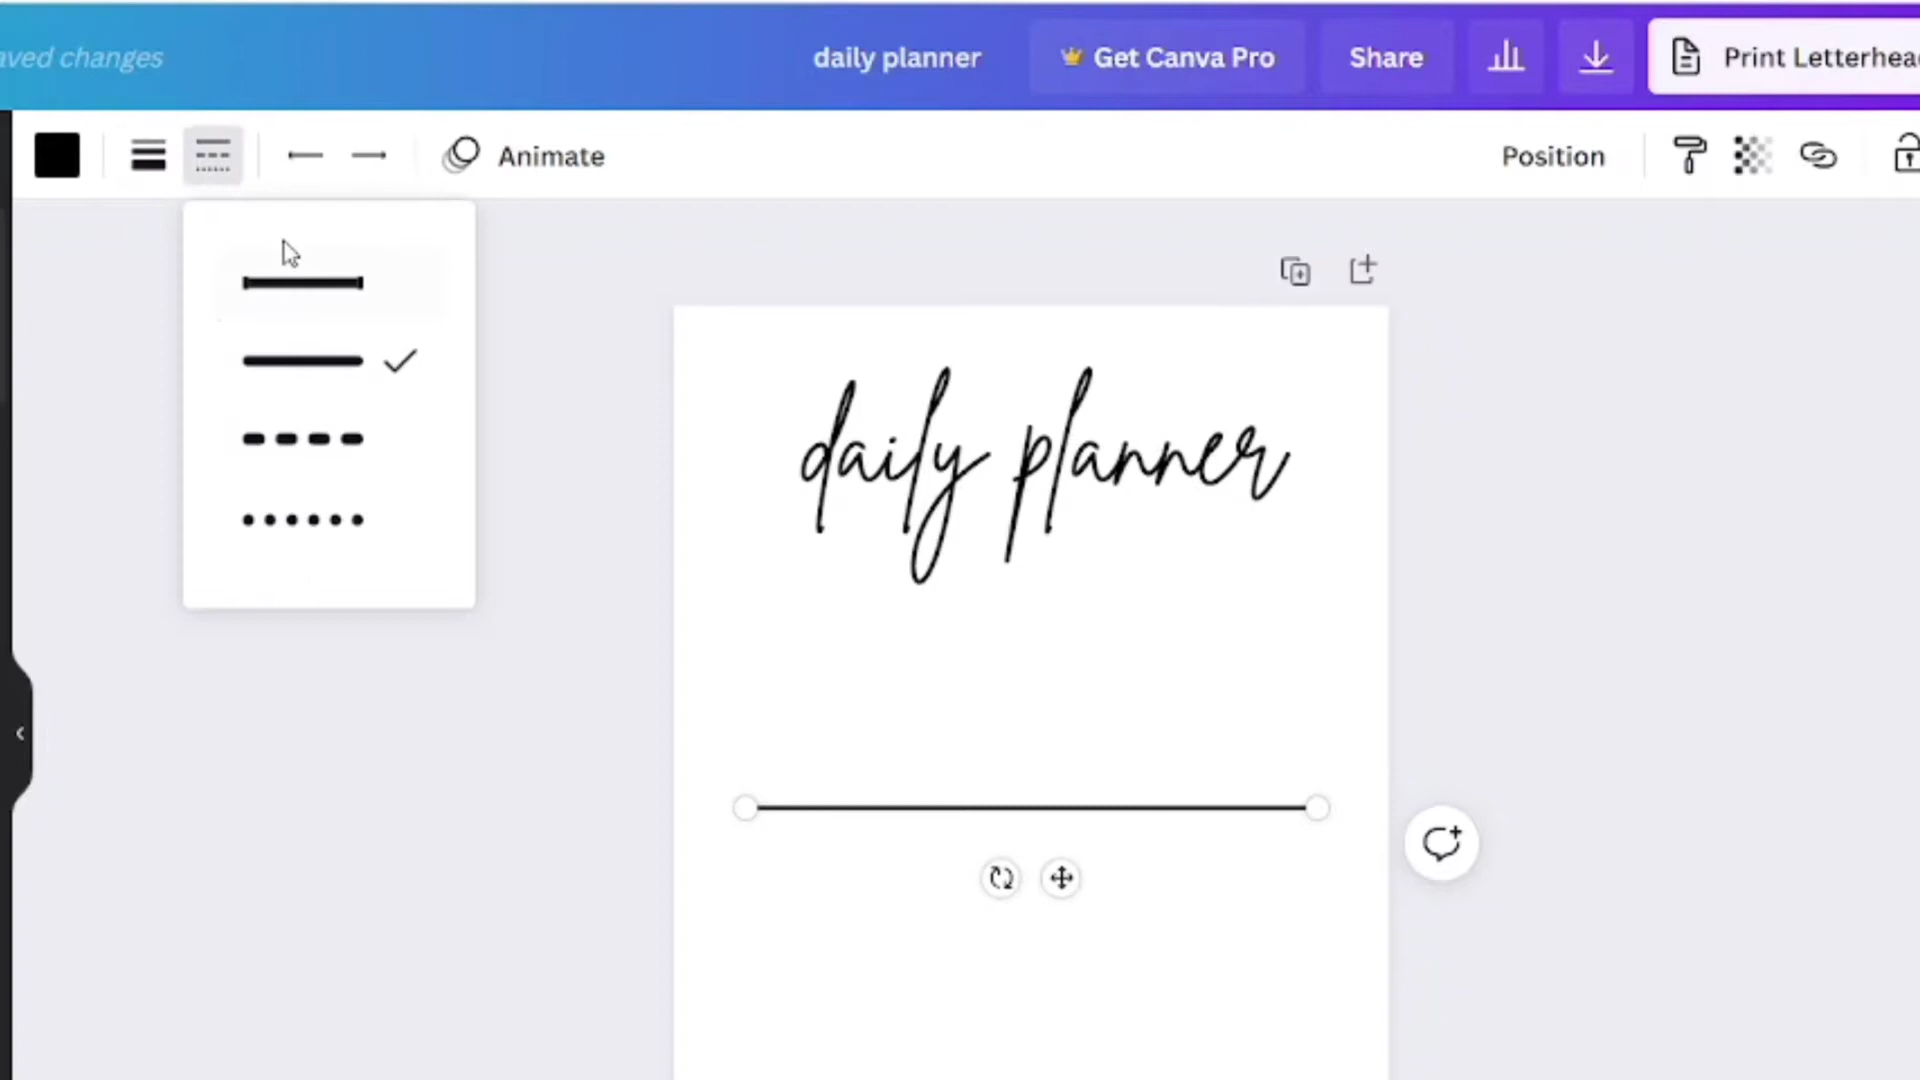 aved changes
daily planner
Get Canva Pro
Share
Print Letterhea
Animate
Position
daily planner